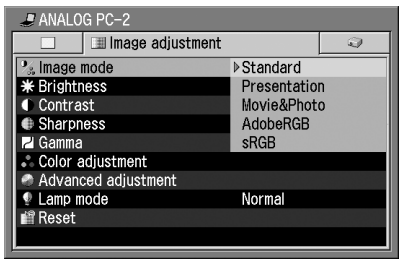 ANALOG PC-2
Image adjustment
Image mode Standard
Brightness Presentation
Contrast Movie&Photo
Sharpness AdobeRGB
Gamma sRGB
Color adjustment
Advanced adjustment
Lamp mode Normal
Reset